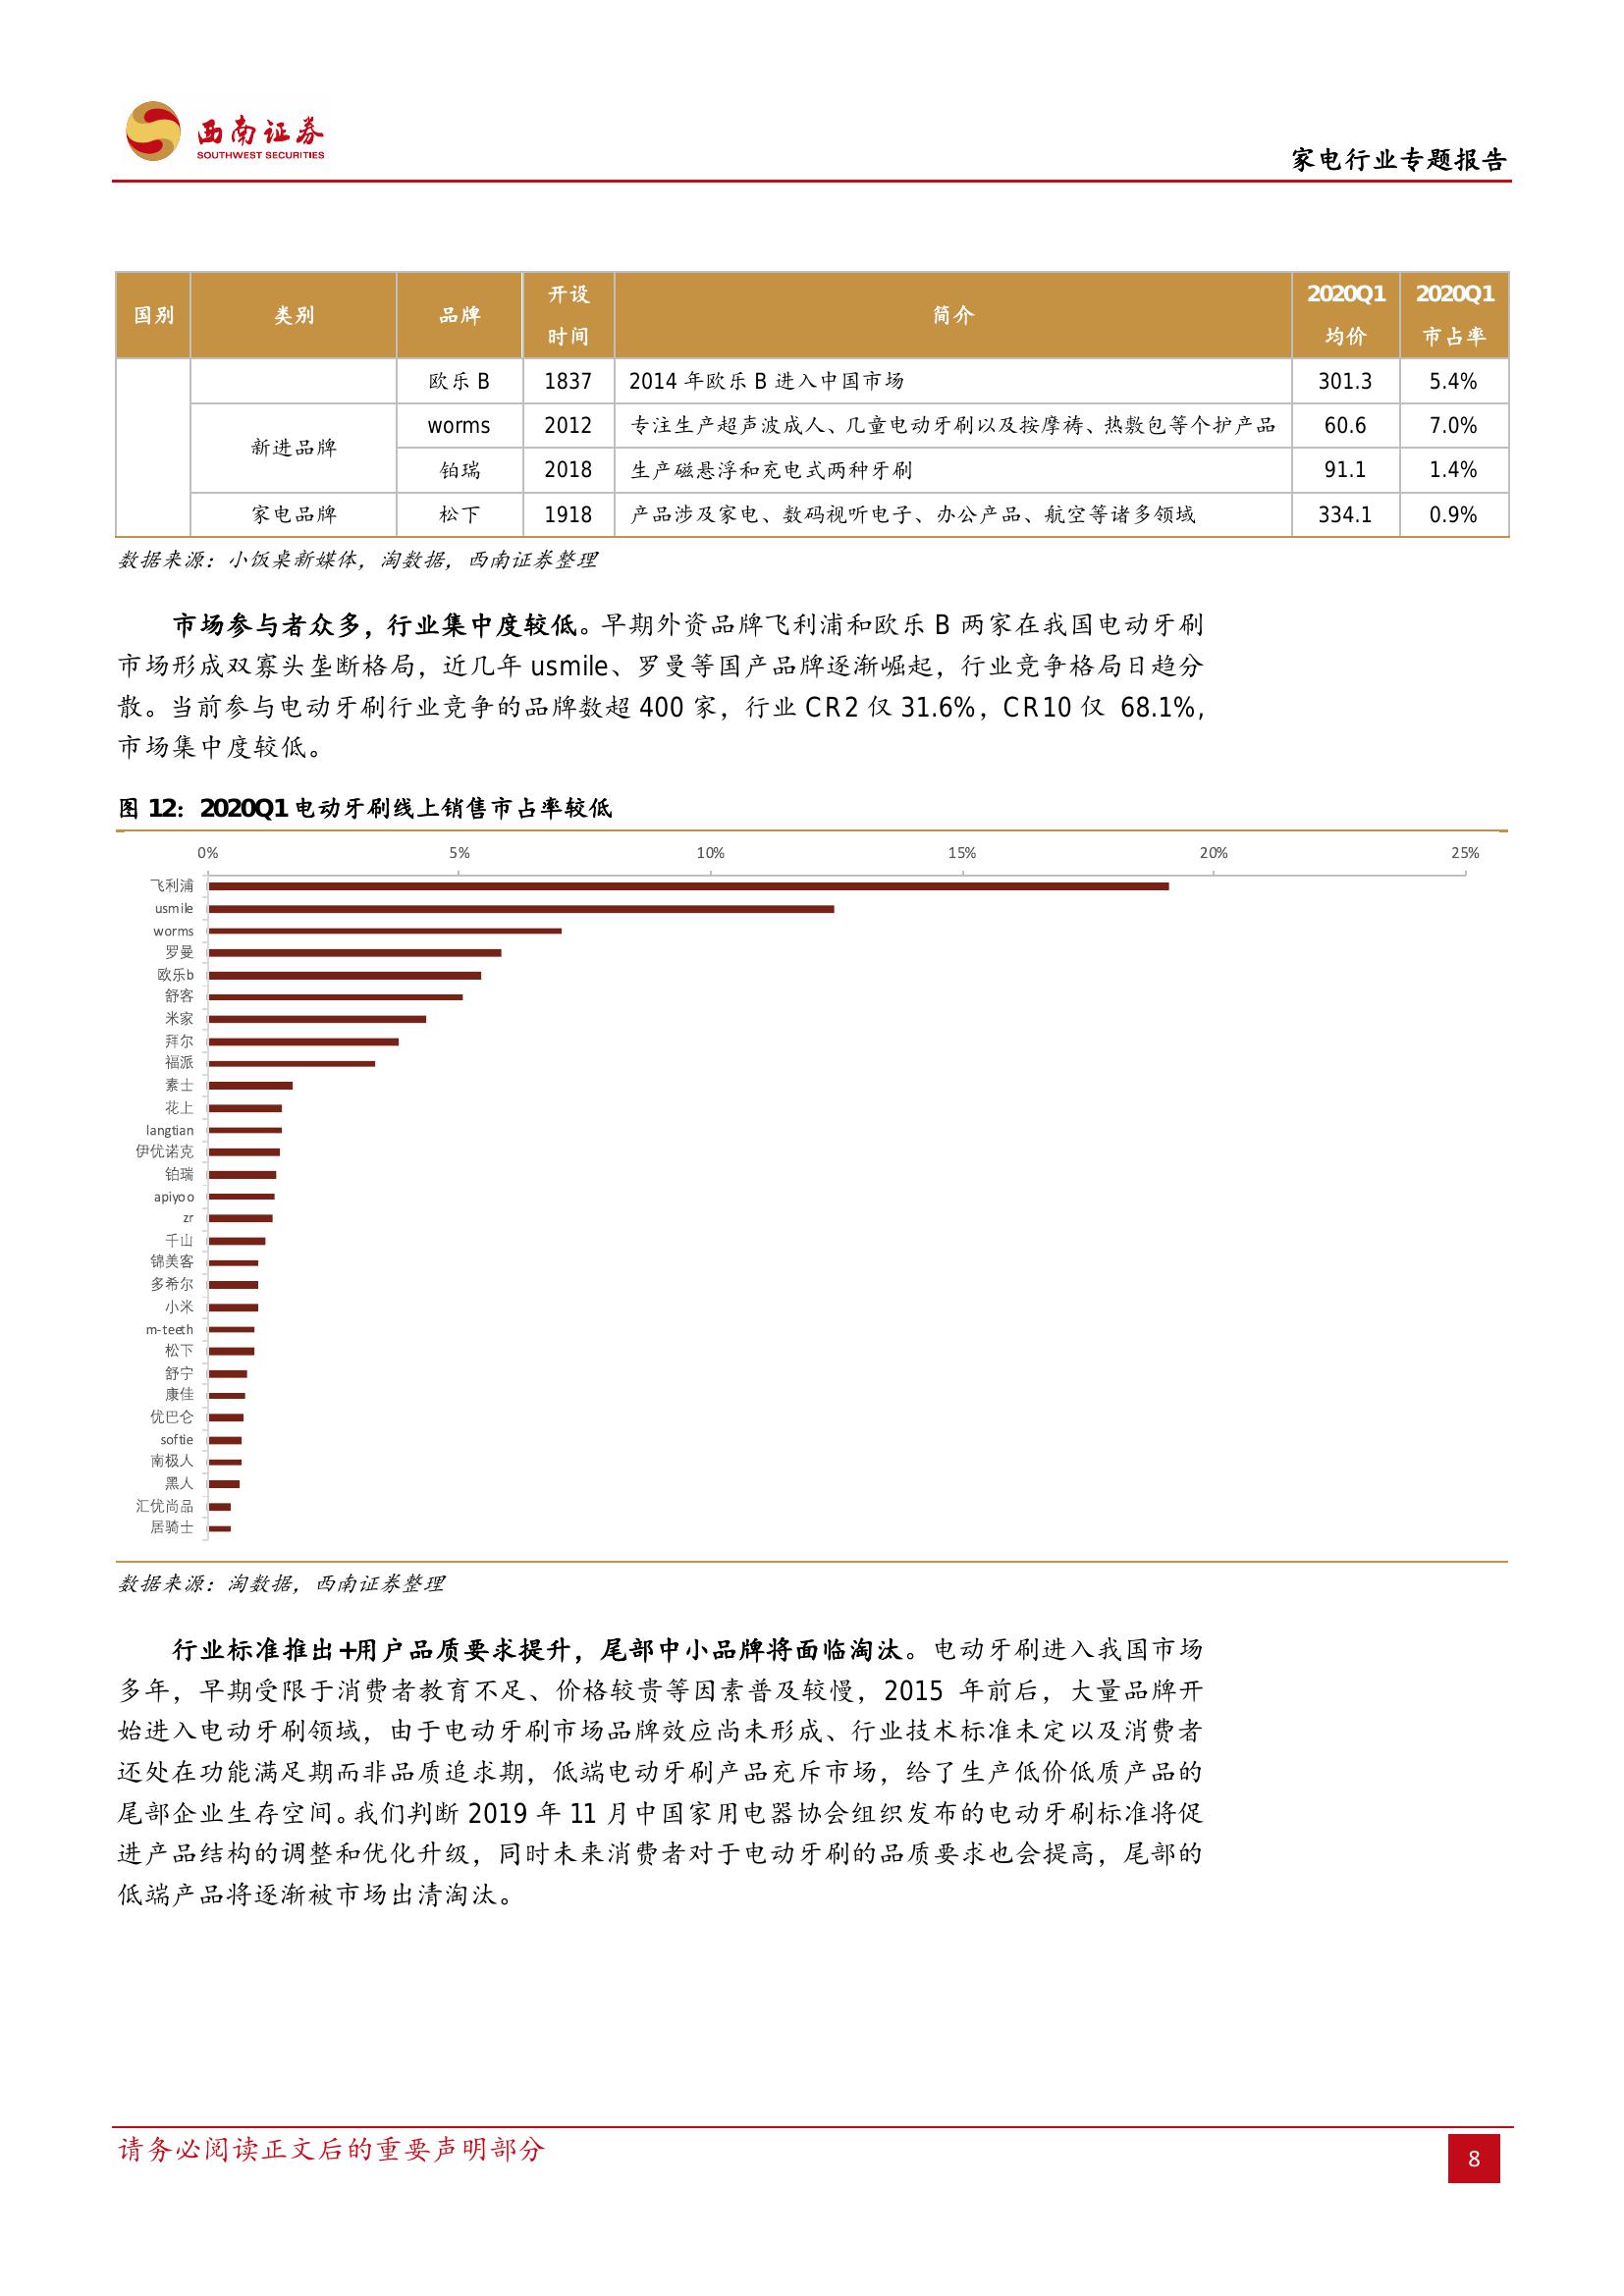 西南证券
SOUTHWEST SECURITIES
家电行业专题报告
国别 类别 品牌 开设时间 简介 2020Q1均价 2020Q1市占率
欧乐 B 1837 2014 年欧乐 B 进入中国市场 301.3 5.4%
新进品牌 worms 2012 专注生产超声波成人、儿童电动牙刷以及按摩裤、热敷包等个护产品 60.6 7.0%
铂瑞 2018 生产磁悬浮和充电式两种牙刷 91.1 1.4%
家电品牌 松下 1918 产品涉及家电、数码视听电子、办公产品、航空等诸多领域 334.1 0.9%
数据来源：小饭桌新媒体，淘数据，西南证券整理
市场参与者众多，行业集中度较低。早期外资品牌飞利浦和欧乐 B 两家在我国电动牙刷
市场形成双寡头垄断格局，近几年 usmile、罗曼等国产品牌逐渐崛起，行业竞争格局日趋分
散。当前参与电动牙刷行业竞争的品牌数超 400 家，行业 CR2 仅 31.6%，CR10 仅 68.1%，
市场集中度较低。
图 12：2020Q1 电动牙刷线上销售市占率较低
0% 5% 10% 15% 20% 25%
飞利浦
usmile
worms
罗曼
欧乐b
舒客
米家
拜尔
福派
素士
花上
langtian
伊优诺克
铂瑞
apiyoo
zr
千山
锦美客
多希尔
小米
m-teeth
松下
舒宁
康佳
优巴仑
softie
南极人
黑人
汇优尚品
居骑士
数据来源：淘数据，西南证券整理
行业标准推出+用户品质要求提升，尾部中小品牌将面临淘汰。电动牙刷进入我国市场
多年，早期受限于消费者教育不足、价格较贵等因素普及较慢，2015 年前后，大量品牌开
始进入电动牙刷领域，由于电动牙刷市场品牌效应尚未形成、行业技术标准未定以及消费者
还处在功能满足期而非品质追求期，低端电动牙刷产品充斥市场，给了生产低价低质产品的
尾部企业生存空间。我们判断 2019 年 11 月中国家用电器协会组织发布的电动牙刷标准将促
进产品结构的调整和优化升级，同时未来消费者对于电动牙刷的品质要求也会提高，尾部的
低端产品将逐渐被市场出清淘汰。
请务必阅读正文后的重要声明部分
8